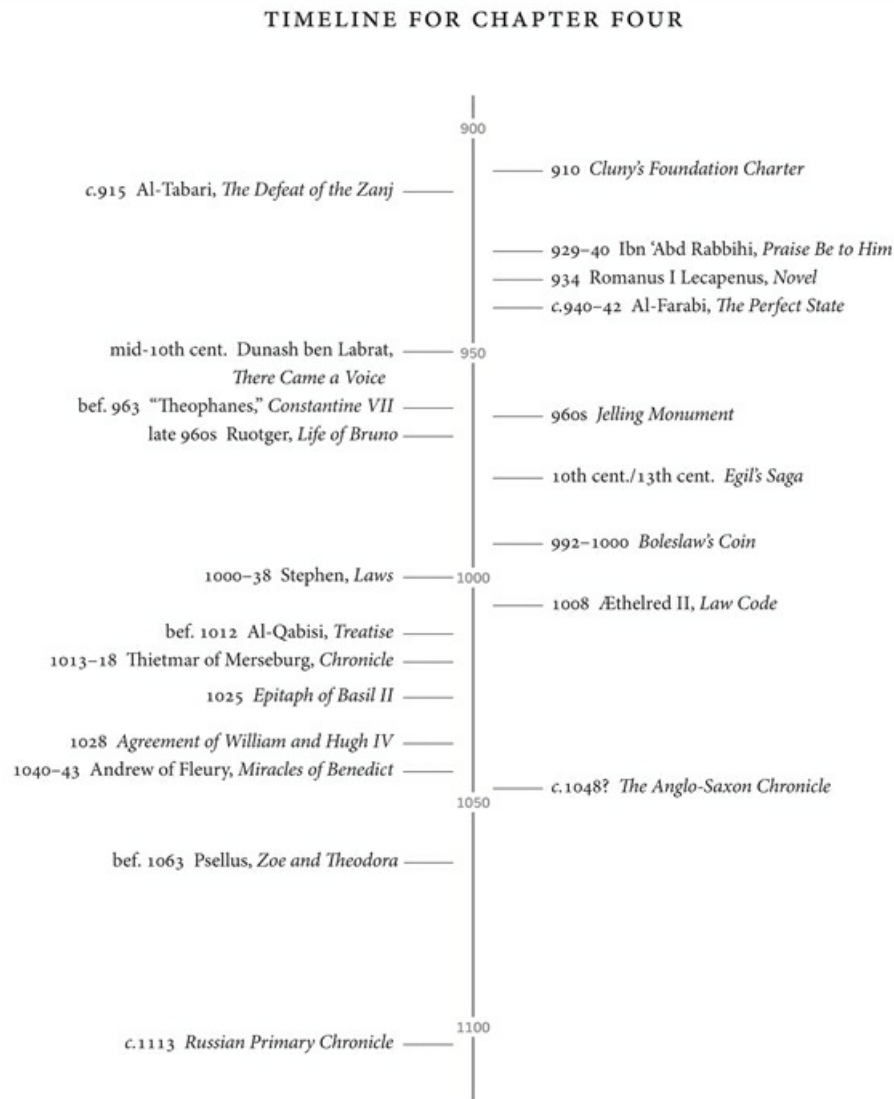 TIMELINE FOR CHAPTER FOUR
900
910 Cluny's Foundation Charter
c.915 Al-Tabari, The Defeat of the Zanj
929–40 Ibn ‘Abd Rabbihi, Praise Be to Him
934 Romanus I Lecapenus, Novel
c.940–42 Al-Farabi, The Perfect State
mid-10th cent. Dunash ben Labrat,
There Came a Voice
950
bef. 963 “Theophanes,” Constantine VII
960s Jelling Monument
late 960s Ruotger, Life of Bruno
10th cent./13th cent. Egil's Saga
992–1000 Boleslaw's Coin
1000–38 Stephen, Laws
1000
1008 Æthelred II, Law Code
bef. 1012 Al-Qabisi, Treatise
1013–18 Thietmar of Merseburg, Chronicle
1025 Epitaph of Basil II
1028 Agreement of William and Hugh IV
1040–43 Andrew of Fleury, Miracles of Benedict
c.1048? The Anglo-Saxon Chronicle
1050
bef. 1063 Psellus, Zoe and Theodora
1100
c.1113 Russian Primary Chronicle